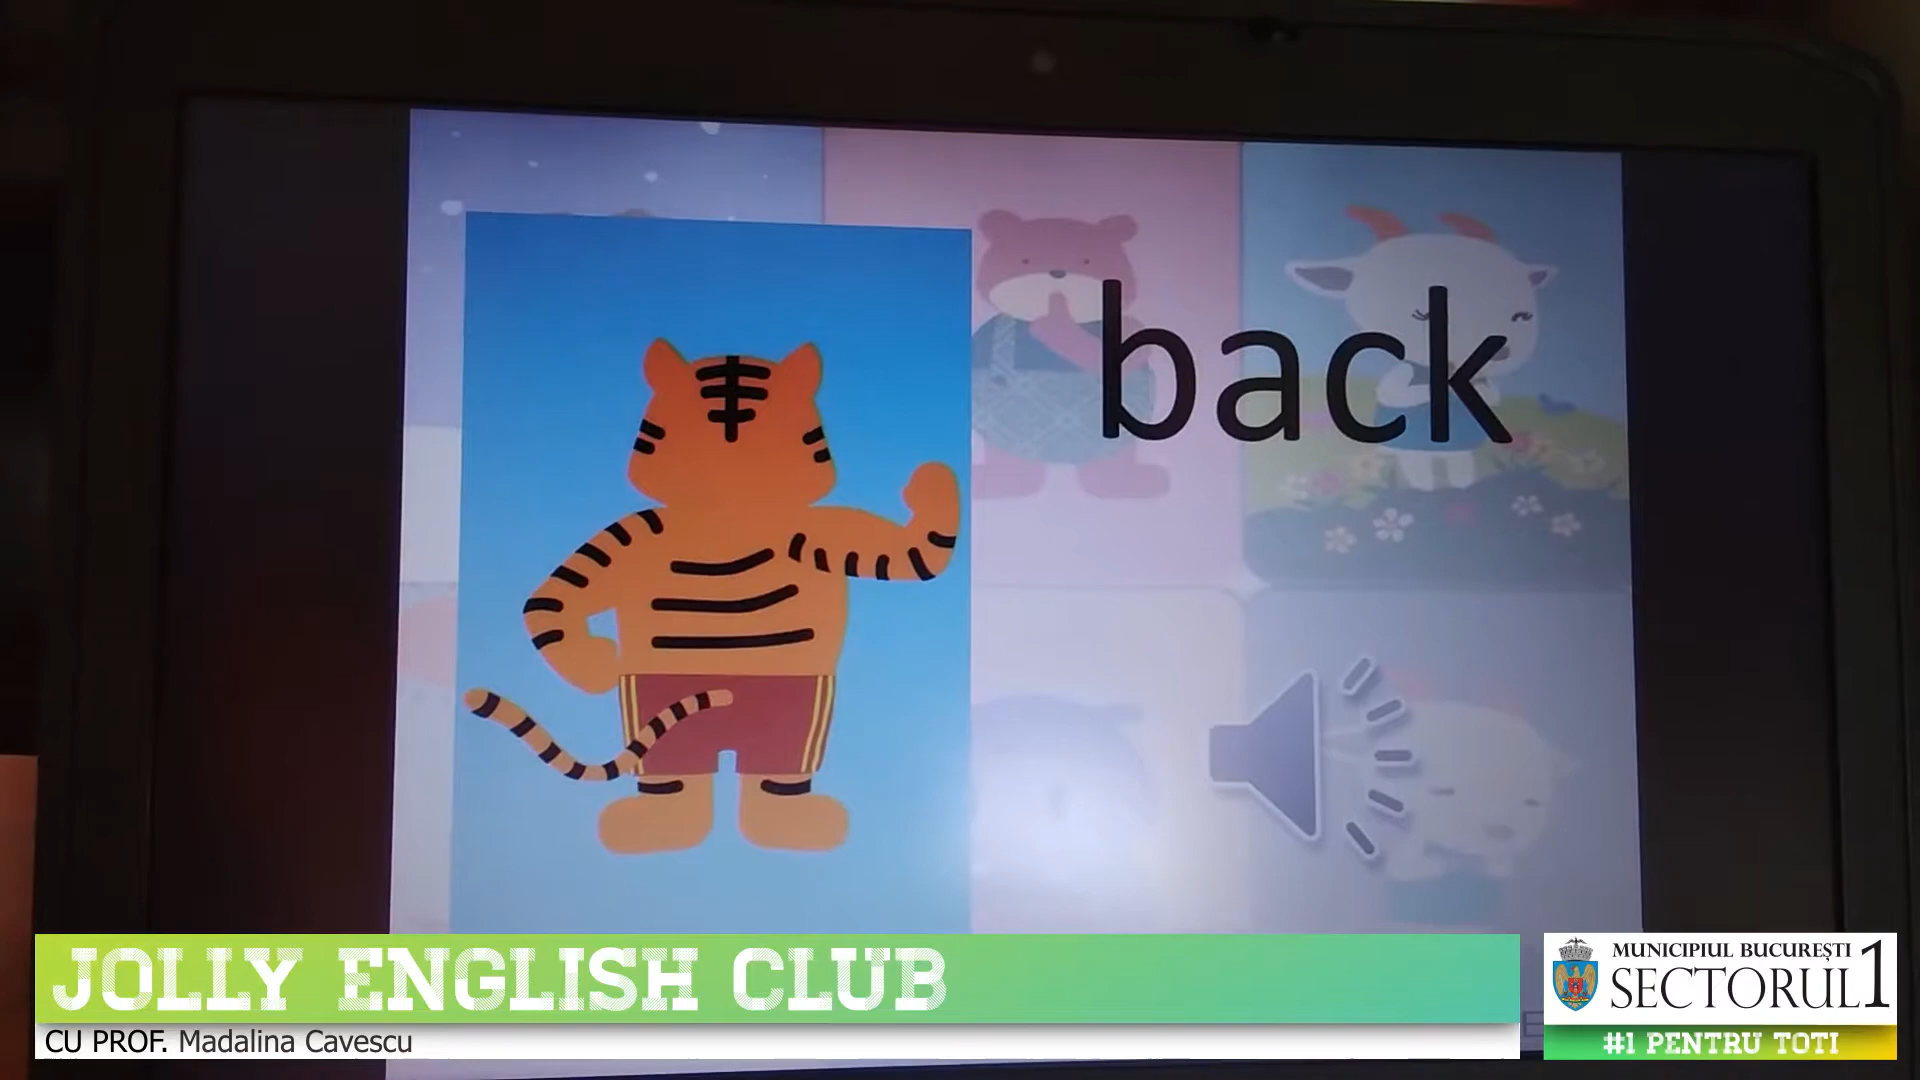 back
JOLLY ENGLISH CLUB
CU PROF. Madalina Cavescu
MUNICIPIUL BUCUREȘTI
SECTORUL 1
#1 PENTRU TOTI